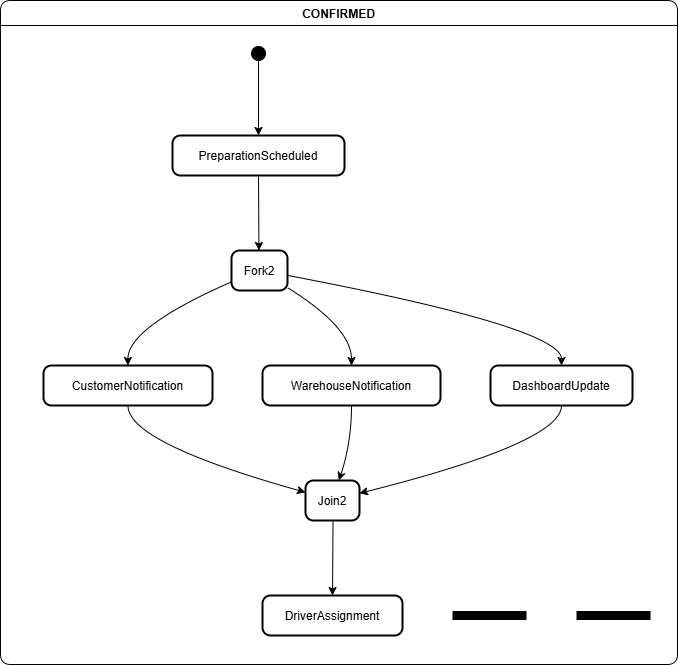 CONFIRMED
PreparationScheduled
Fork2
CustomerNotification
WarehouseNotification
DashboardUpdate
Join2
DriverAssignment